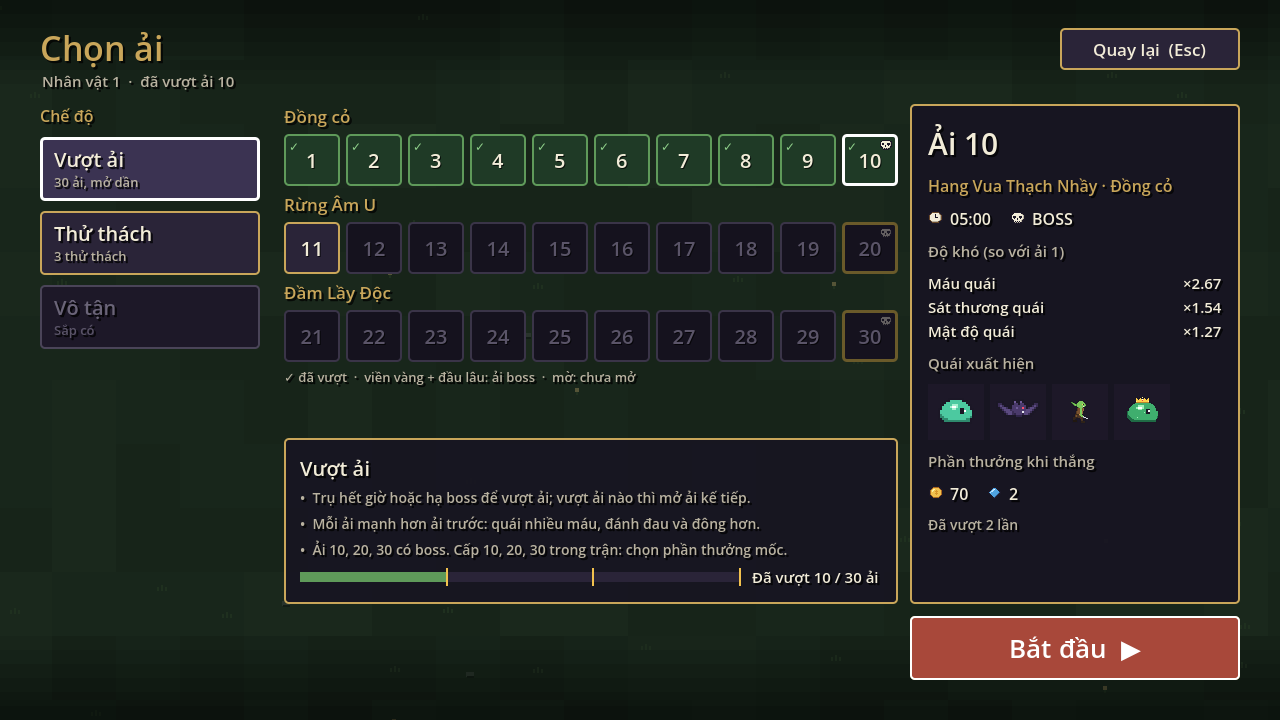 Chọn ải
Quay lại (Esc)
Nhân vật 1 · đã vượt ải 10
Chế độ
Vượt ải
30 ải, mở dần
Thử thách
3 thử thách
Vô tận
Sắp có
Đồng cỏ
✓ 1 ✓ 2 ✓ 3 ✓ 4 ✓ 5 ✓ 6 ✓ 7 ✓ 8 ✓ 9 ✓ 10
Rừng Âm U
11 12 13 14 15 16 17 18 19 20
Đầm Lầy Độc
21 22 23 24 25 26 27 28 29 30
✓ đã vượt · viền vàng + đầu lâu: ải boss · mờ: chưa mở
Vượt ải
• Trụ hết giờ hoặc hạ boss để vượt ải; vượt ải nào thì mở ải kế tiếp.
• Mỗi ải mạnh hơn ải trước: quái nhiều máu, đánh đau và đông hơn.
• Ải 10, 20, 30 có boss. Cấp 10, 20, 30 trong trận: chọn phần thưởng mốc.
Đã vượt 10 / 30 ải
Ải 10
Hang Vua Thạch Nhầy · Đồng cỏ
05:00 BOSS
Độ khó (so với ải 1)
Máu quái ×2.67
Sát thương quái ×1.54
Mật độ quái ×1.27
Quái xuất hiện
Phần thưởng khi thắng
70 2
Đã vượt 2 lần
Bắt đầu ▶